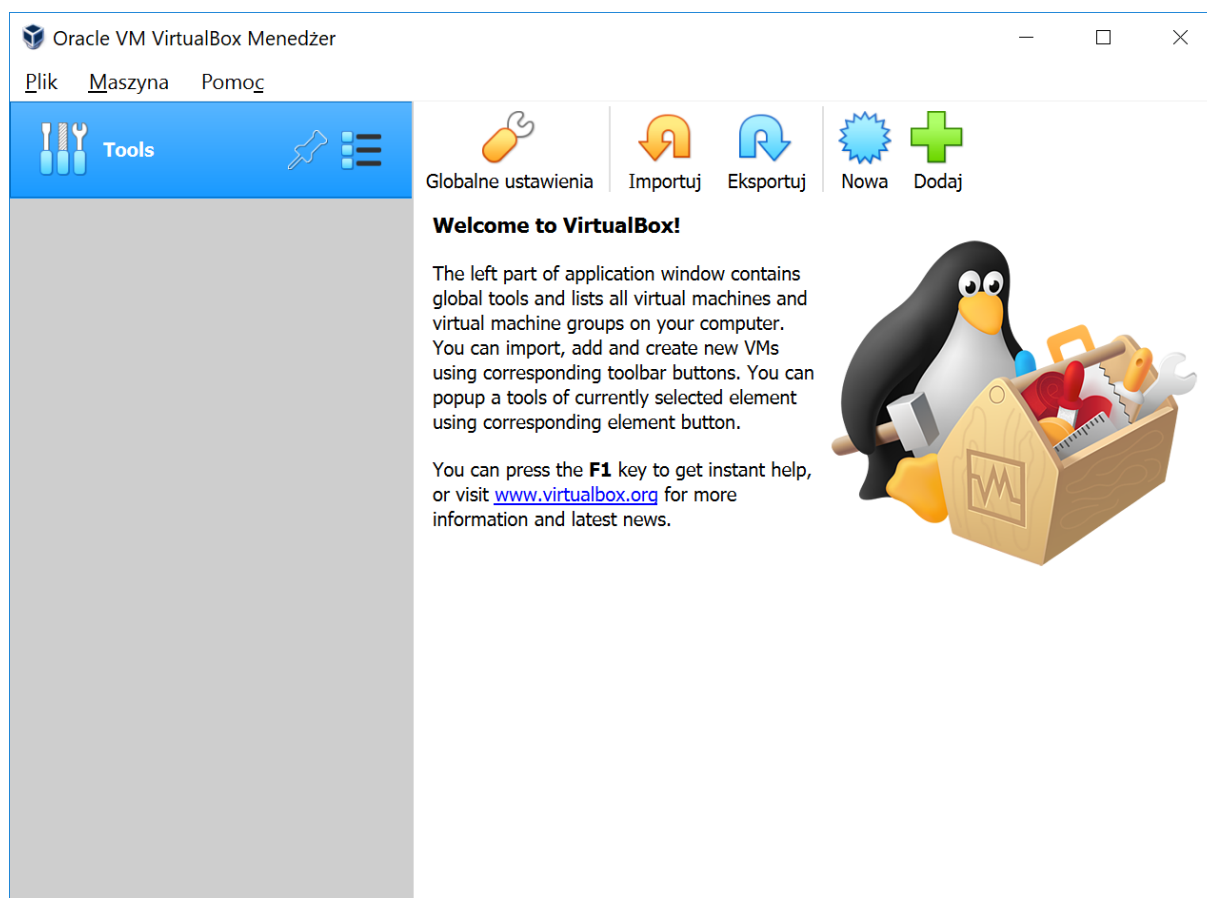 Oracle VM VirtualBox Menedżer
Plik Maszyna Pomoc
Tools
Globalne ustawienia Importuj Eksportuj Nowa Dodaj
Welcome to VirtualBox!
The left part of application window contains
global tools and lists all virtual machines and
virtual machine groups on your computer.
You can import, add and create new VMs
using corresponding toolbar buttons. You can
popup a tools of currently selected element
using corresponding element button.
You can press the F1 key to get instant help,
or visit www.virtualbox.org for more
information and latest news.